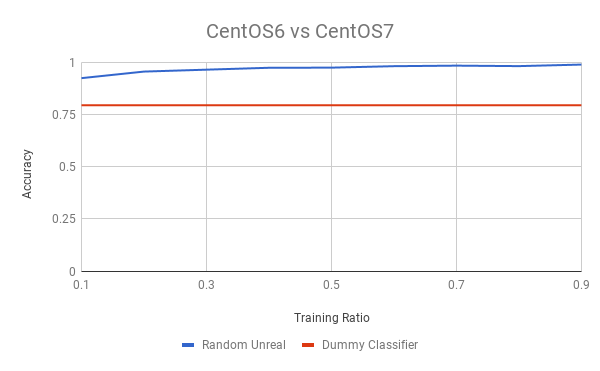 CentOS6 vs CentOS7
1
0.75
0.5
0.25
0
Accuracy
0.1 0.3 0.5 0.7 0.9
Training Ratio
Random Unreal Dummy Classifier